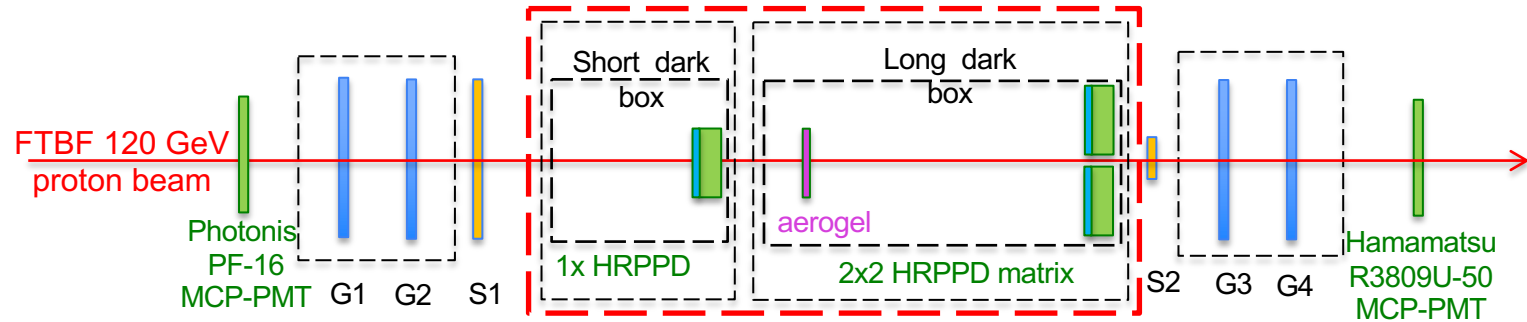 FTBF 120 GeV
proton beam
Photonis
PF-16
MCP-PMT
G1
G2
S1
Short dark
box
1x HRPPD
Long dark
box
aerogel
2x2 HRPPD matrix
S2
G3
G4
Hamamatsu
R3809U-50
MCP-PMT